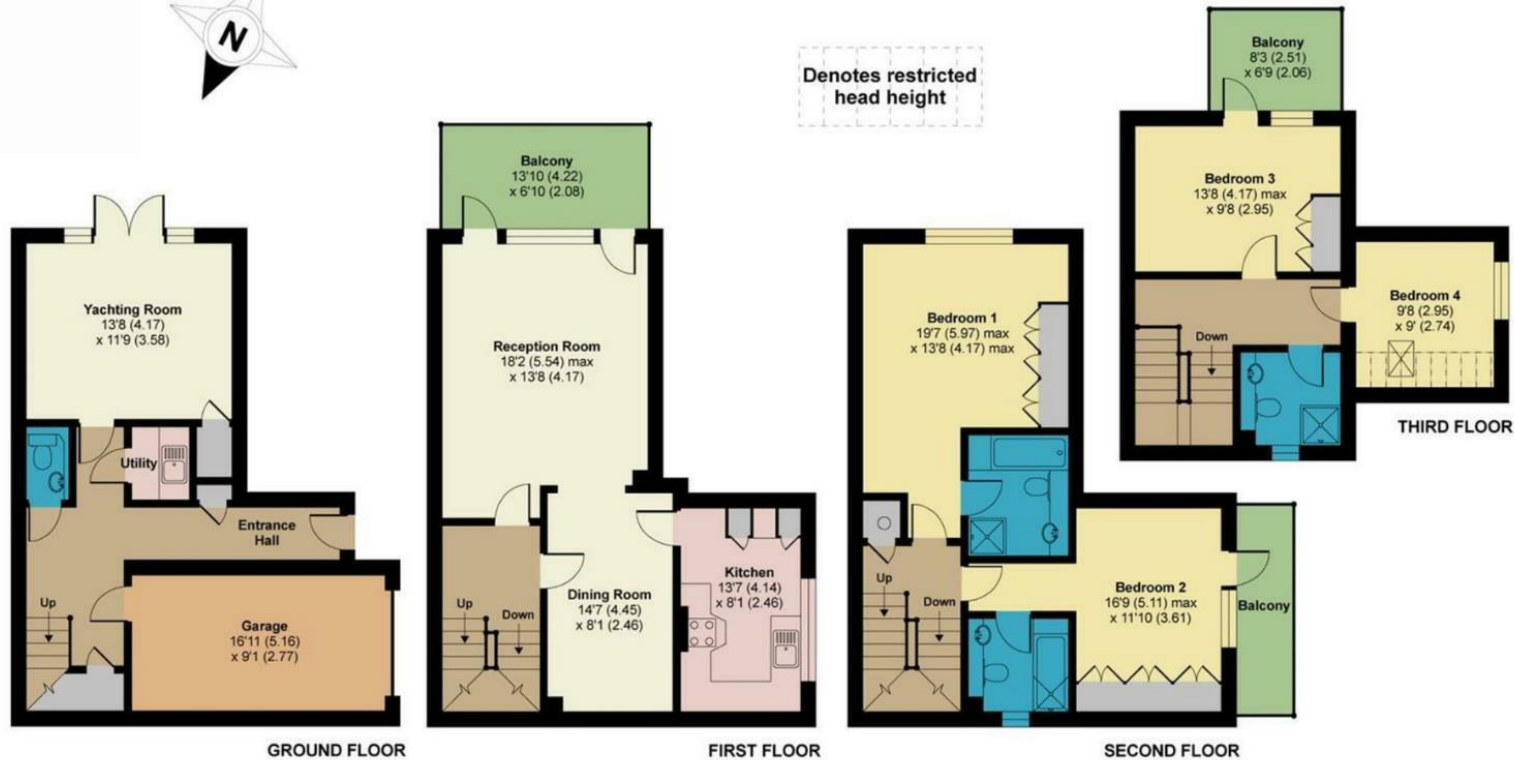 N
Denotes restricted
head height
Yachting Room
13'8 (4.17)
x 11'9 (3.58)
Utility
Entrance
Hall
Up
Garage
16'11 (5.16)
x 9'1 (2.77)
GROUND FLOOR
Balcony
13'10 (4.22)
x 6'10 (2.08)
Reception Room
18'2 (5.54) max
x 13'8 (4.17)
Up
Down
Dining Room
14'7 (4.45)
x 8'1 (2.46)
Kitchen
13'7 (4.14)
x 8'1 (2.46)
FIRST FLOOR
Bedroom 1
19'7 (5.97) max
x 13'8 (4.17) max
Up
Down
Bedroom 2
16'9 (5.11) max
x 11'10 (3.61)
Balcony
SECOND FLOOR
Balcony
8'3 (2.51)
x 6'9 (2.06)
Bedroom 3
13'8 (4.17) max
x 9'8 (2.95)
Bedroom 4
9'8 (2.95)
x 9' (2.74)
Down
THIRD FLOOR